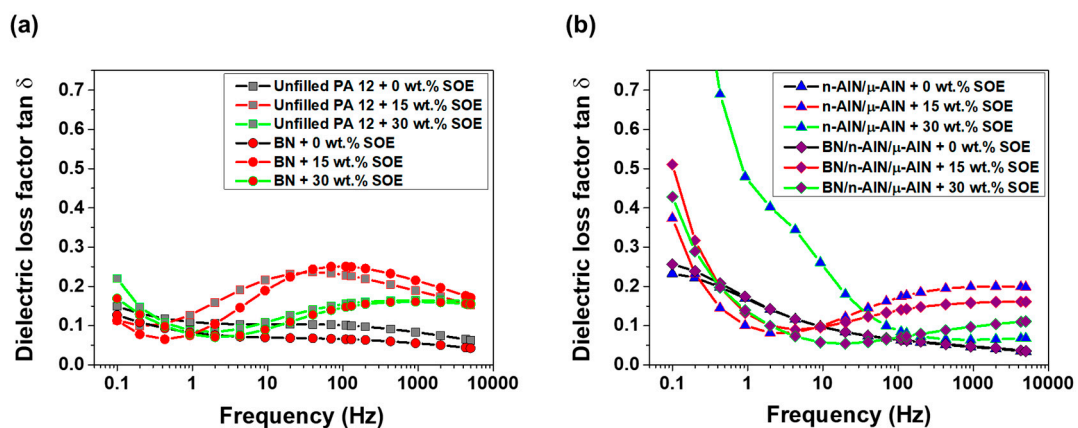 (a)
Dielectric loss factor tan δ
0.7
0.6
0.5
0.4
0.3
0.2
0.1
0.0
Unfilled PA 12 + 0 wt.% SOE
Unfilled PA 12 + 15 wt.% SOE
Unfilled PA 12 + 30 wt.% SOE
BN + 0 wt.% SOE
BN + 15 wt.% SOE
BN + 30 wt.% SOE
0.1 1 10 100 1000 10000
Frequency (Hz)
(b)
Dielectric loss factor tan δ
0.7
0.6
0.5
0.4
0.3
0.2
0.1
0.0
n-AlN/μ-AlN + 0 wt.% SOE
n-AlN/μ-AlN + 15 wt.% SOE
n-AlN/μ-AlN + 30 wt.% SOE
BN/n-AlN/μ-AlN + 0 wt.% SOE
BN/n-AlN/μ-AlN + 15 wt.% SOE
BN/n-AlN/μ-AlN + 30 wt.% SOE
0.1 1 10 100 1000 10000
Frequency (Hz)